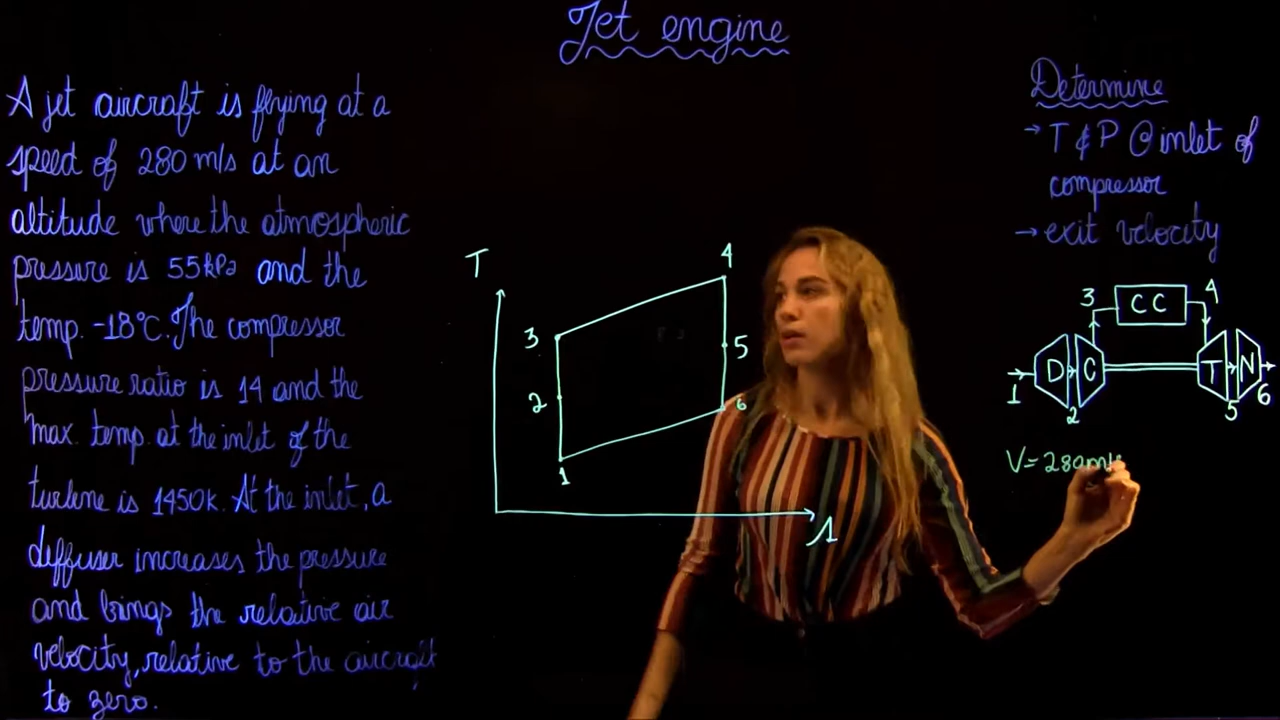 Jet engine
A jet aircraft is flying at a
speed of 280 m/s at an
altitude where the atmospheric
pressure is 55kPa and the
temp. -18°C. The compressor
pressure ratio is 14 and the
max. temp. at the inlet of the
turbine is 1450k. At the inlet, a
diffuser increases the pressure
and brings the relative air
velocity, relative to the aircraft
to zero.
T
4
3
5
2
6
1
s
Determine
→ T & P @ inlet of
compressor
→ exit velocity
3 CC 4
D C T N
1 2 5 6
V=280m/s